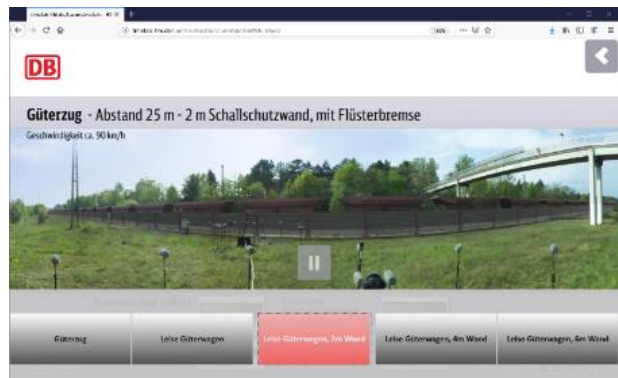 DB
Güterzug - Abstand 25 m - 2 m Schallschutzwand, mit Flüsterbremse
Geschwindigkeit ca. 90 km/h
Güterzug
Leise Güterwagen
Leise Güterwagen, 2m Wand
Leise Güterwagen, 4m Wand
Leise Güterwagen, 6m Wand